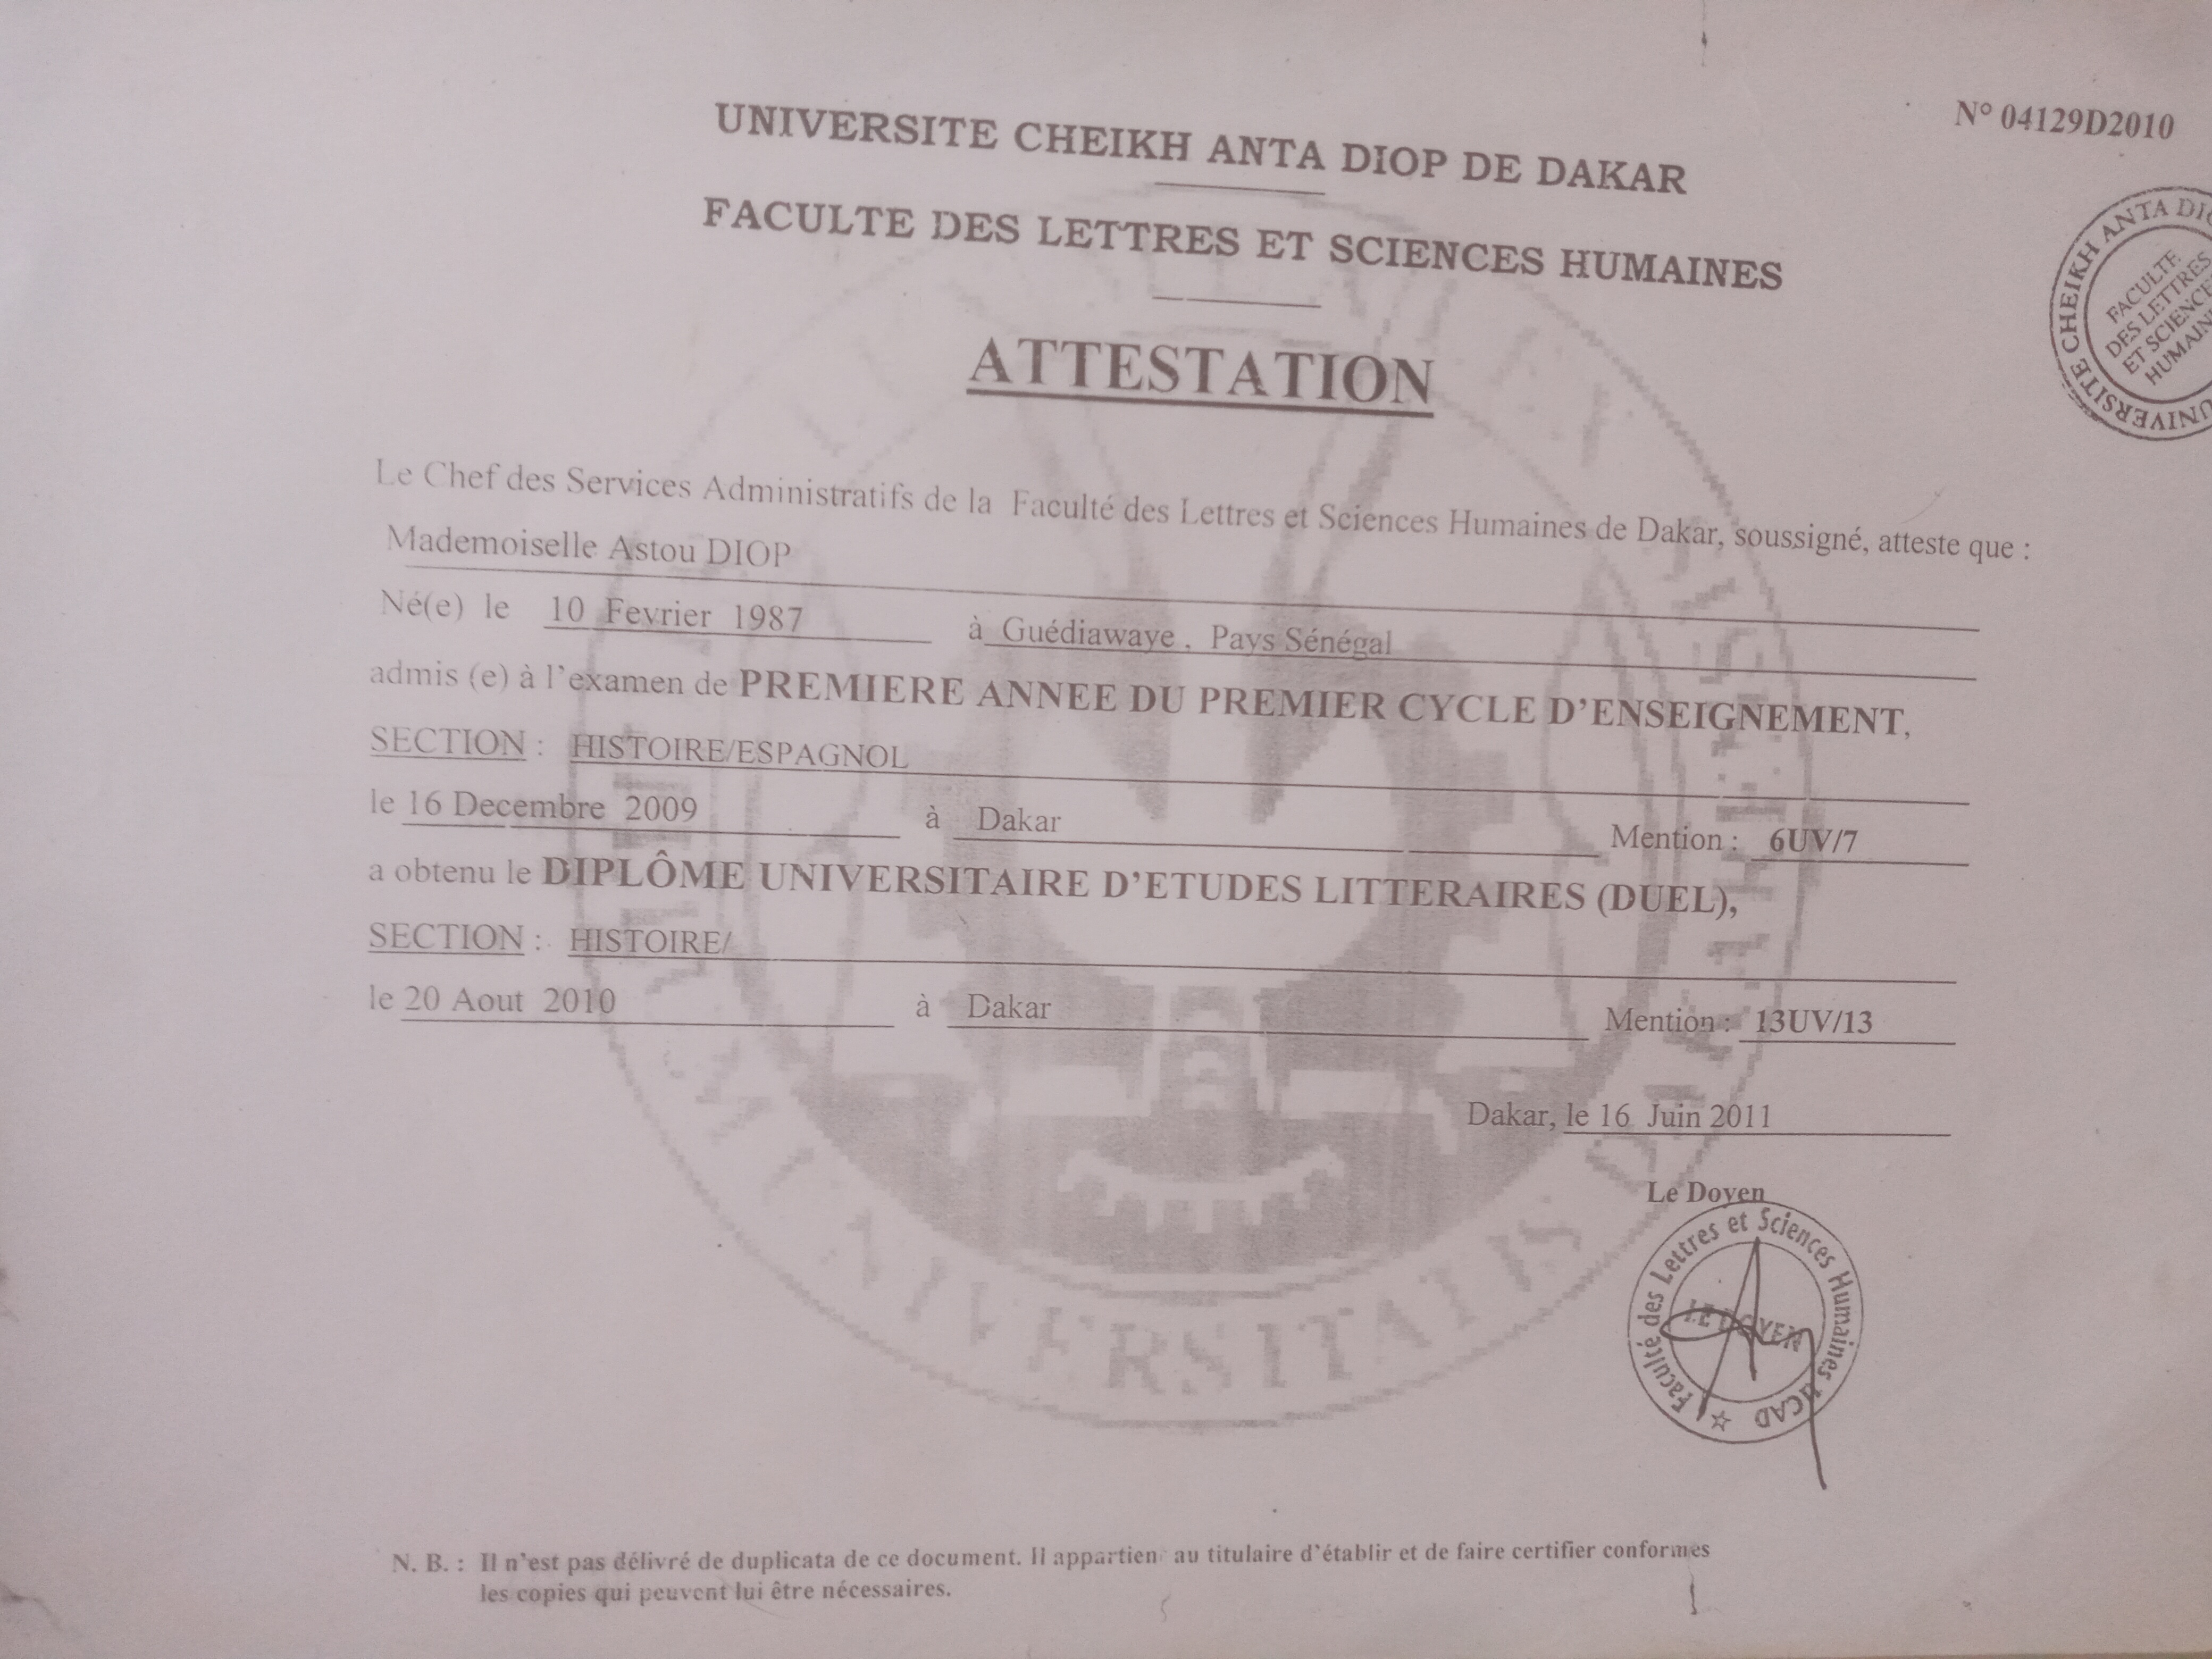 N° 04129D2010
UNIVERSITE CHEIKH ANTA DIOP DE DAKAR
FACULTE DES LETTRES ET SCIENCES HUMAINES
UNIVERSITE CHEIKH ANTA
FACULTE
DES LETTRES
ET SCIENCE
HUMAIN
ATTESTATION
Le Chef des Services Administratifs de la Faculté des Lettres et Sciences Humaines de Dakar, soussigné, atteste que :
Mademoiselle Astou DIOP
Né(e) le 10 Fevrier 1987 à Guédiawaye , Pays Sénégal
admis (e) à l'examen de PREMIERE ANNEE DU PREMIER CYCLE D'ENSEIGNEMENT,
SECTION : HISTOIRE/ESPAGNOL
le 16 Decembre 2009 à Dakar Mention : 6UV/7
a obtenu le DIPLÔME UNIVERSITAIRE D'ETUDES LITTERAIRES (DUEL),
SECTION : HISTOIRE/
le 20 Aout 2010 à Dakar Mention : 13UV/13
Dakar, le 16 Juin 2011
Le Doyen
Faculté des Lettres et Sciences Humaines UCAD
LE DOYEN
N. B. : Il n'est pas délivré de duplicata de ce document. Il appartien au titulaire d'établir et de faire certifier conformes
les copies qui peuvent lui être nécessaires.